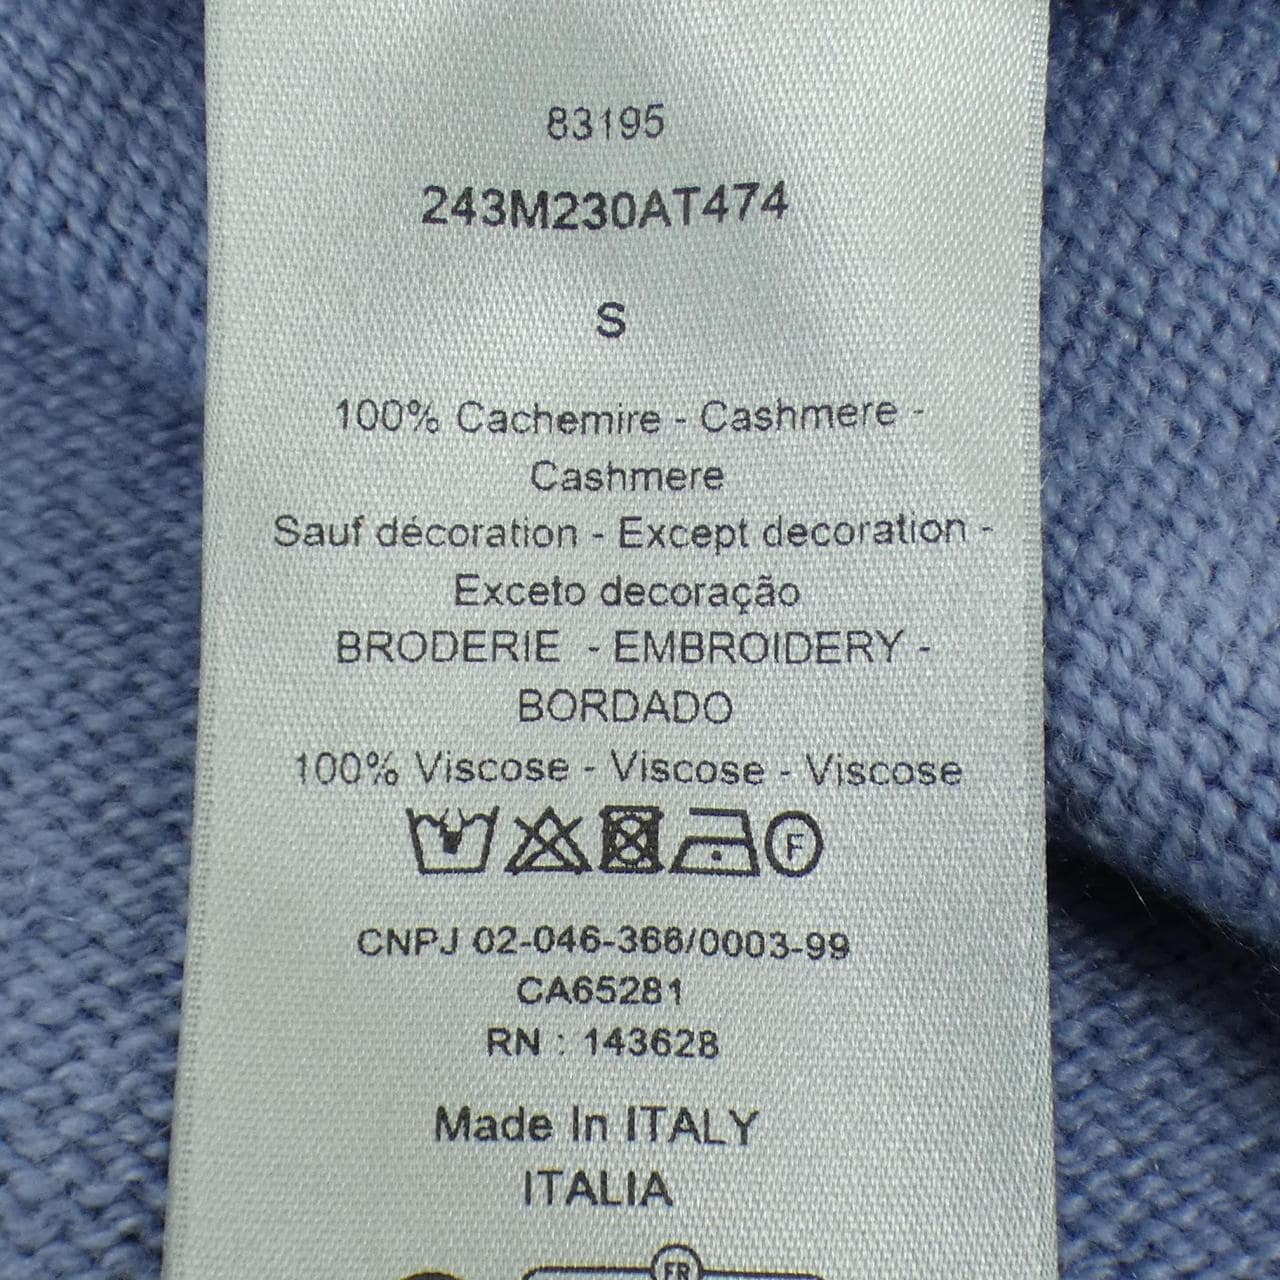 83195
243M230AT474
S
100% Cachemire - Cashmere -
Cashmere
Sauf décoration - Except decoration -
Exceto decoração
BRODERIE - EMBROIDERY -
BORDADO
100% Viscose - Viscose - Viscose
F
CNPJ 02-046-366/0003-99
CA65281
RN : 143628
Made In ITALY
ITALIA
FR